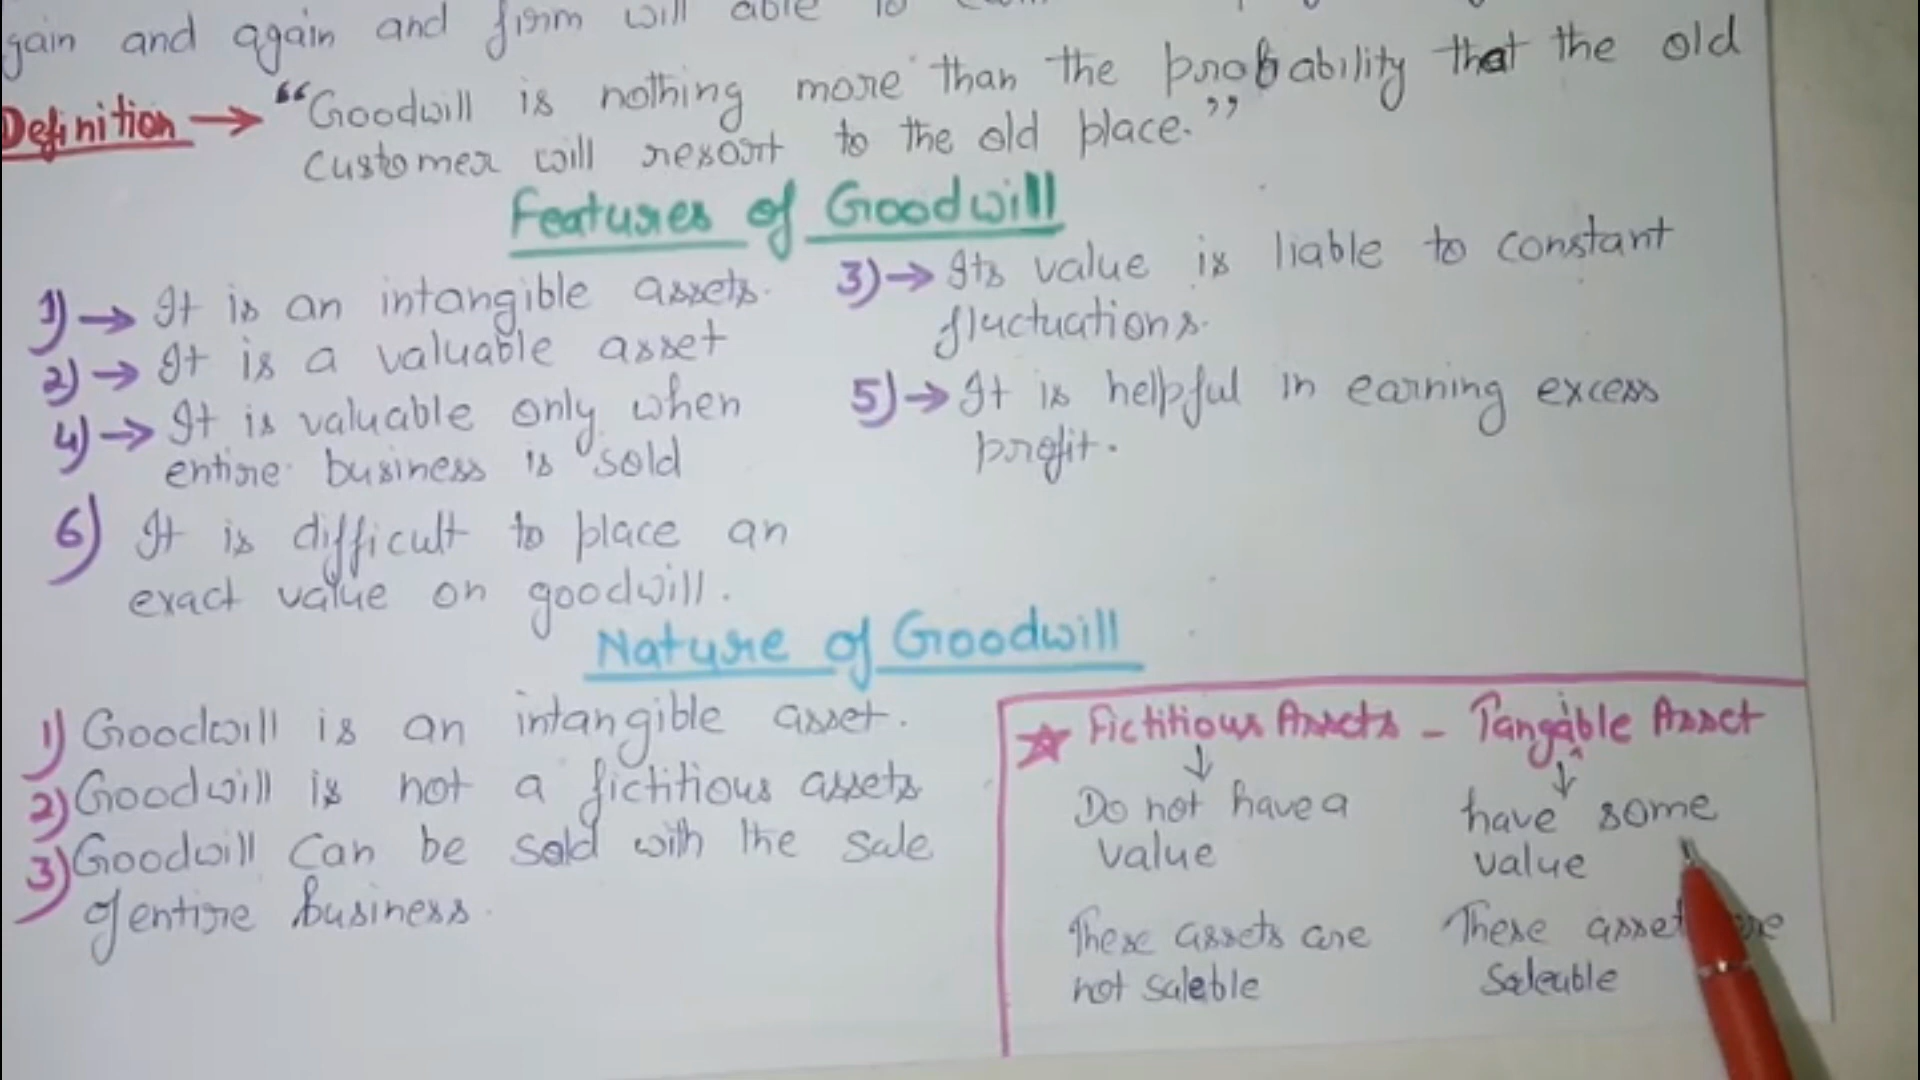 gain and again and firm will able to
Definition → "Goodwill is nothing more than the probability that the old
customer will resort to the old place."
Features of Goodwill
1) → It is an intangible assets.
2) → It is a valuable asset
3) → Its value is liable to constant
fluctuations.
4) → It is valuable only when
entire business is sold
5) → It is helpful in earning excess
profit.
6) It is difficult to place an
exact value on goodwill.
Nature of Goodwill
1) Goodwill is an intangible asset.
2) Goodwill is not a fictitious assets
3) Goodwill can be sold with the sale
of entire business.
☆ Fictitious Assets - Tangible Asset
↓ ↓
Do not have a
value
These assets are
not saleble
have some
value
These asset
Saleable